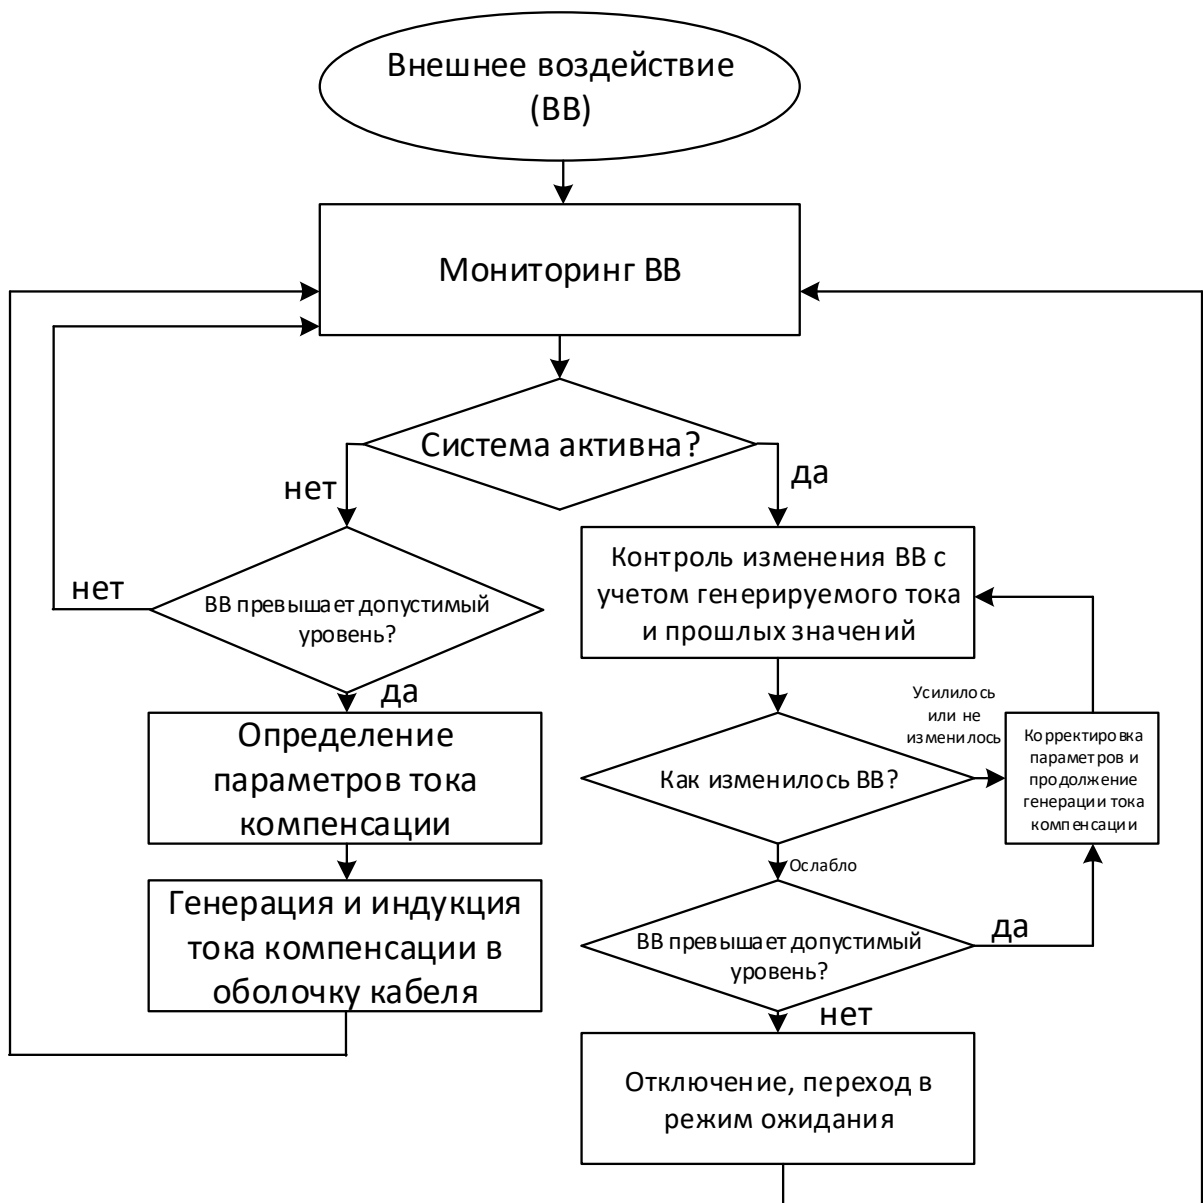 Внешнее воздействие
(ВВ)
Мониторинг ВВ
Система активна?
нет
да
Контроль изменения ВВ с
учетом генерируемого тока
и прошлых значений
нет
ВВ превышает допустимый
уровень?
да
Определение
параметров тока
компенсации
Усилилось
или не
изменилось
Корректировка
параметров и
продолжение
генерации тока
компенсации
Как изменилось ВВ?
Ослабло
Генерация и индукция
тока компенсации в
оболочку кабеля
ВВ превышает допустимый
уровень?
да
нет
Отключение, переход в
режим ожидания